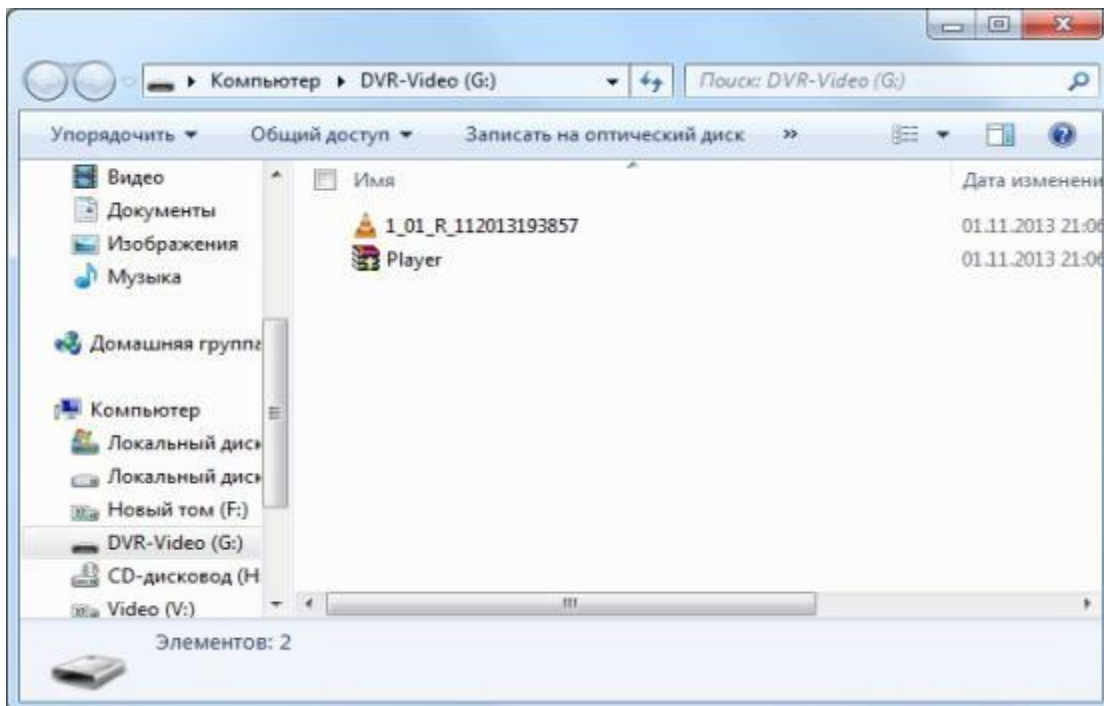 Компьютер DVR-Video (G:) Поиск: DVR-Video (G:)
Упорядочить Общий доступ Записать на оптический диск »
Видео
Документы
Изображения
Музыка
Домашняя группа
Компьютер
Локальный диск
Локальный диск
Новый том (F:)
DVR-Video (G:)
CD-дисковод (H
Video (V:)
Имя Дата изменени
1_01_R_112013193857 01.11.2013 21:06
Player 01.11.2013 21:06
Элементов: 2